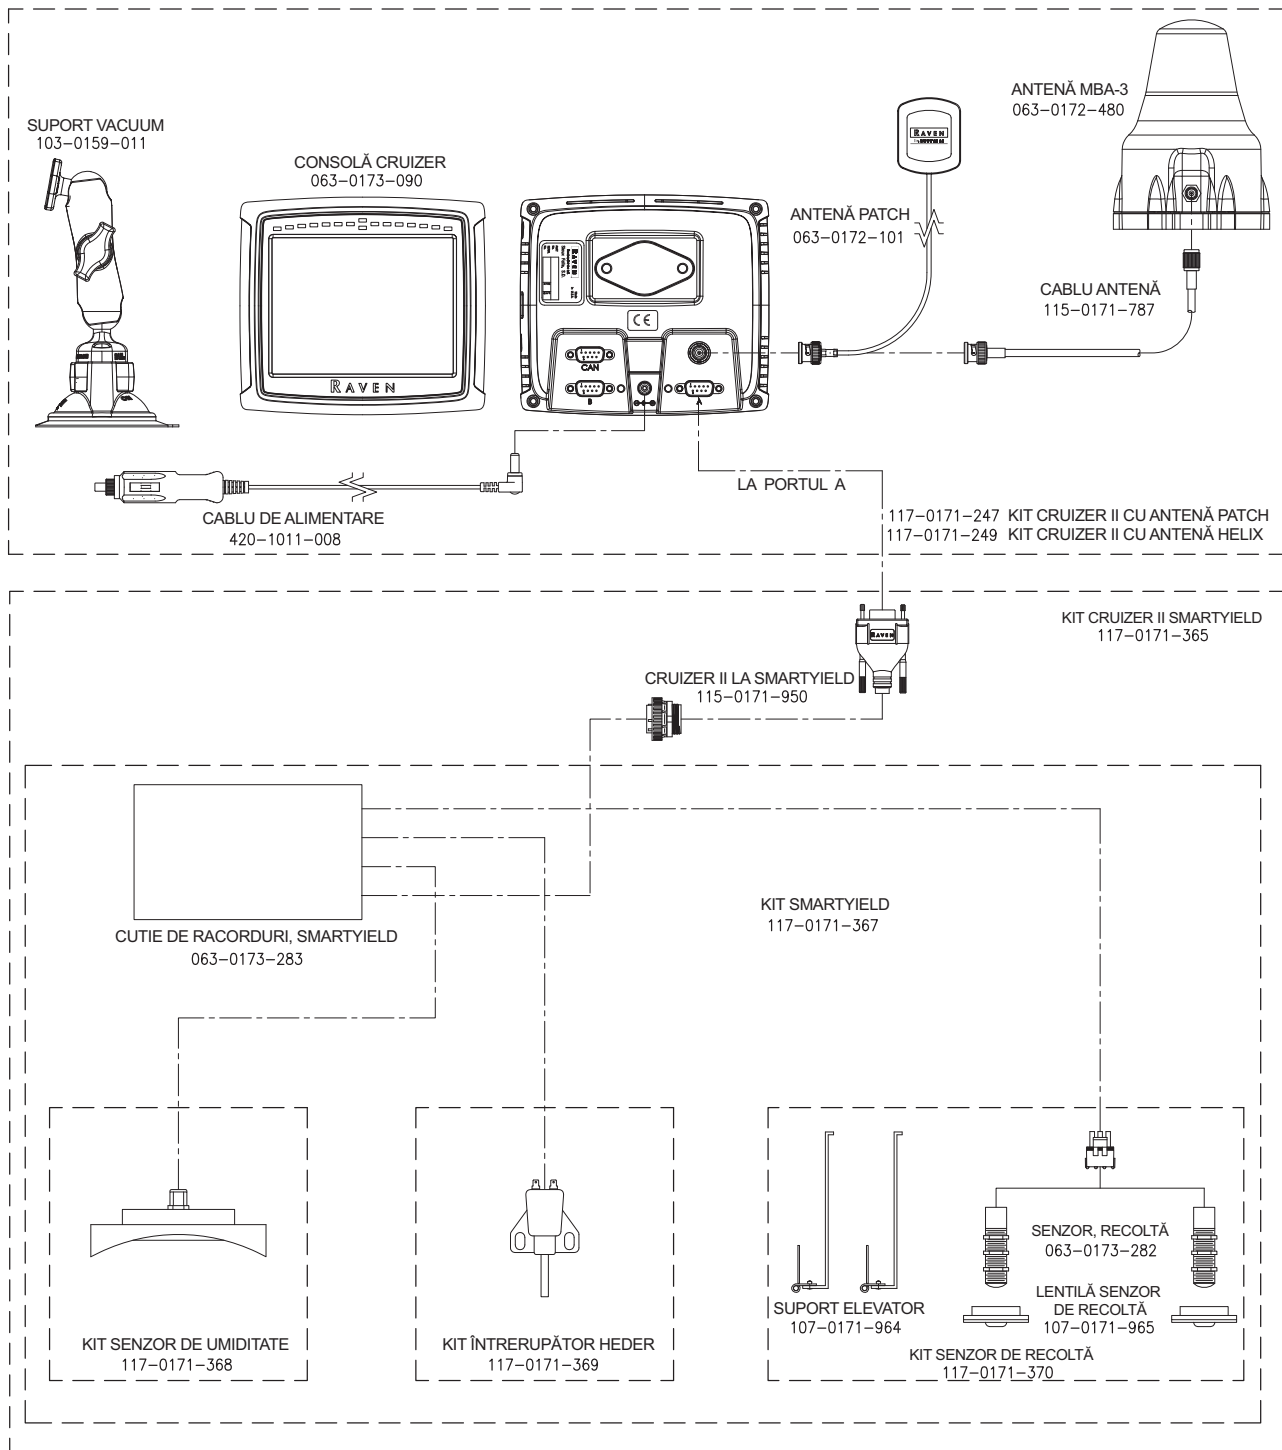 SUPORT VACUUM
103-0159-011
CONSOLĂ CRUIZER
063-0173-090
ANTENĂ PATCH
063-0172-101
ANTENĂ MBA-3
063-0172-480
CABLU ANTENĂ
115-0171-787
RAVEN
RAVEN
RAVEN
CE
CAN
B
A
CABLU DE ALIMENTARE
420-1011-008
LA PORTUL A
117-0171-247 KIT CRUIZER II CU ANTENĂ PATCH
117-0171-249 KIT CRUIZER II CU ANTENĂ HELIX
KIT CRUIZER II SMARTYIELD
117-0171-365
RAVEN
CRUIZER II LA SMARTYIELD
115-0171-950
CUTIE DE RACORDURI, SMARTYIELD
063-0173-283
KIT SMARTYIELD
117-0171-367
KIT SENZOR DE UMIDITATE
117-0171-368
KIT ÎNTRERUPĂTOR HEDER
117-0171-369
SUPORT ELEVATOR
107-0171-964
SENZOR, RECOLTĂ
063-0173-282
LENTILĂ SENZOR
DE RECOLTĂ
107-0171-965
KIT SENZOR DE RECOLTĂ
117-0171-370